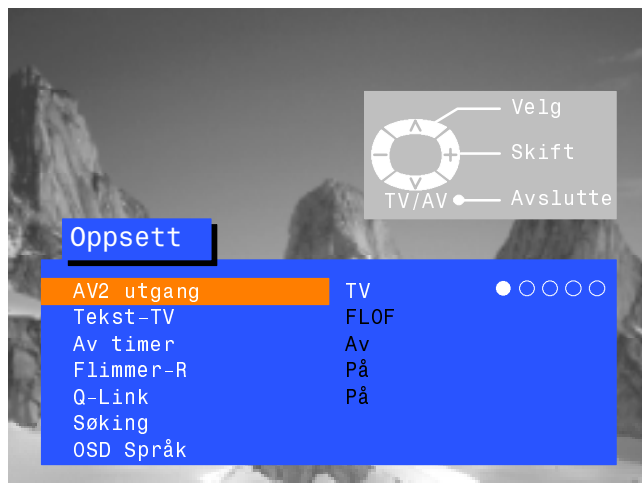 Velg
Skift
TV/AV Avslutte
Oppsett
AV2 utgang TV
Tekst-TV FLOF
Av timer Av
Flimmer-R På
Q-Link På
Søking
OSD Språk